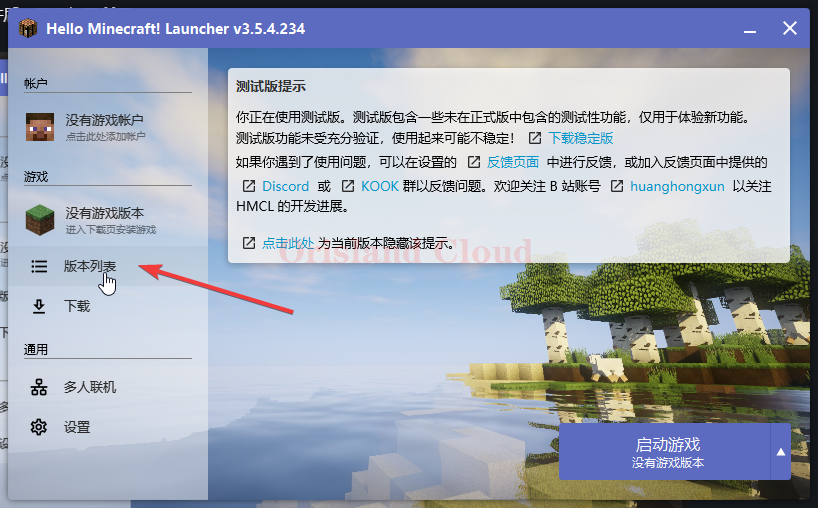 Hello Minecraft! Launcher v3.5.4.234
帐户
没有游戏帐户
点击此处添加帐户
游戏
没有游戏版本
进入下载页安装游戏
版本列表
下载
通用
多人联机
设置
测试版提示
你正在使用测试版。测试版包含一些未在正式版中包含的测试性功能，仅用于体验新功能。
测试版功能未受充分验证，使用起来可能不稳定！ 下载稳定版
如果你遇到了使用问题，可以在设置的 反馈页面 中进行反馈，或加入反馈页面中提供的
Discord 或 KOOK 群以反馈问题。欢迎关注 B 站账号 huanghongxun 以关注
HMCL 的开发进展。
点击此处 为当前版本隐藏该提示。
Orisland Cloud
启动游戏
没有游戏版本